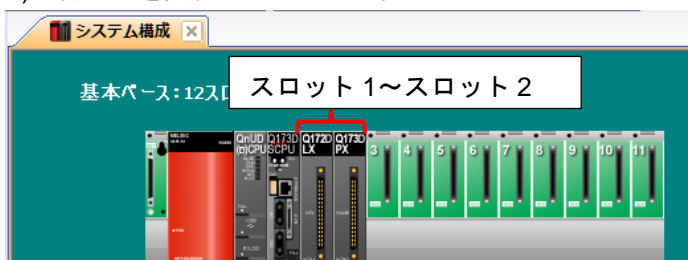 システム構成
基本ベース:12スロ
スロット 1～スロット 2
QnUD Q173D Q172D Q173D
(m)CPU SCPU LX PX
3 4 5 6 7 8 9 10 11